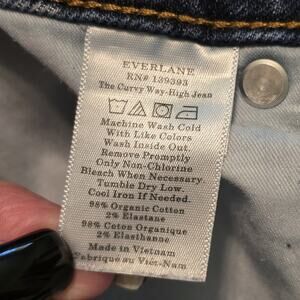 EVERLANE
RN# 139393
The Curvy Way-High Jean
Machine Wash Cold
With Like Colors
Wash Inside Out.
Remove Promptly
Only Non-Chlorine
Bleach When Necessary.
Tumble Dry Low.
Cool Iron If Needed.
98% Organic Cotton
2% Elastane
98% Coton Organique
2% Elasthanne
Made in Vietnam
Fabrique au Viet-Nam